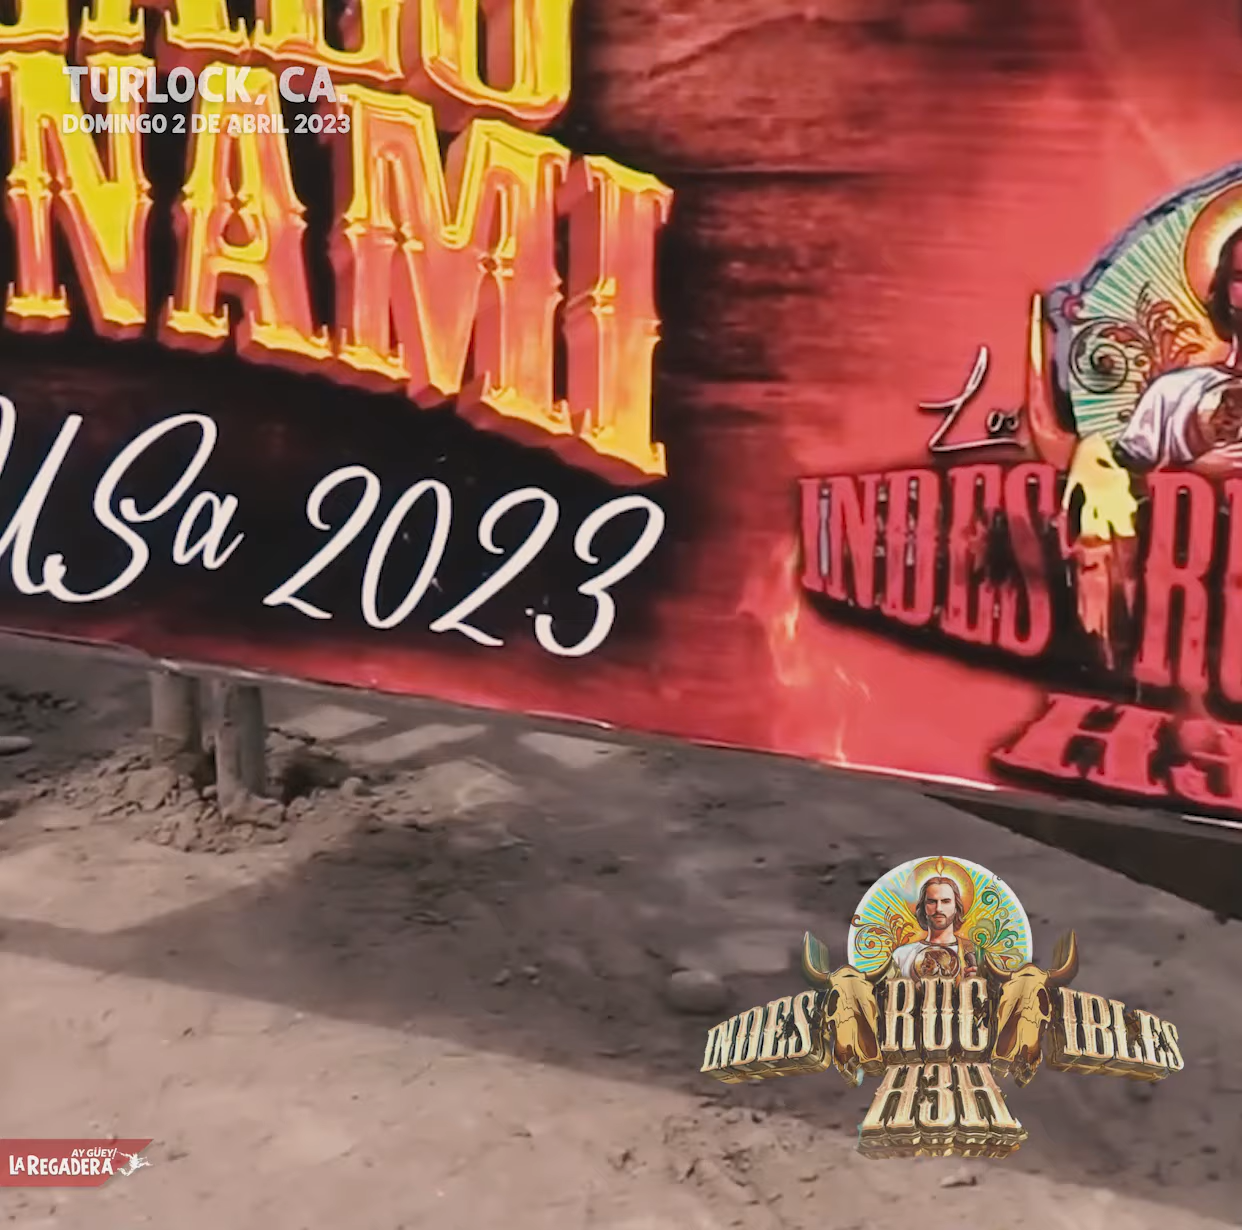 TURLOCK, CA.
DOMINGO 2 DE ABRIL 2023
NAMI
USa 2023
Los
INDES RU
H3
INDES RUC IBLES
H3H
AY GÜEY!
LA REGADERA